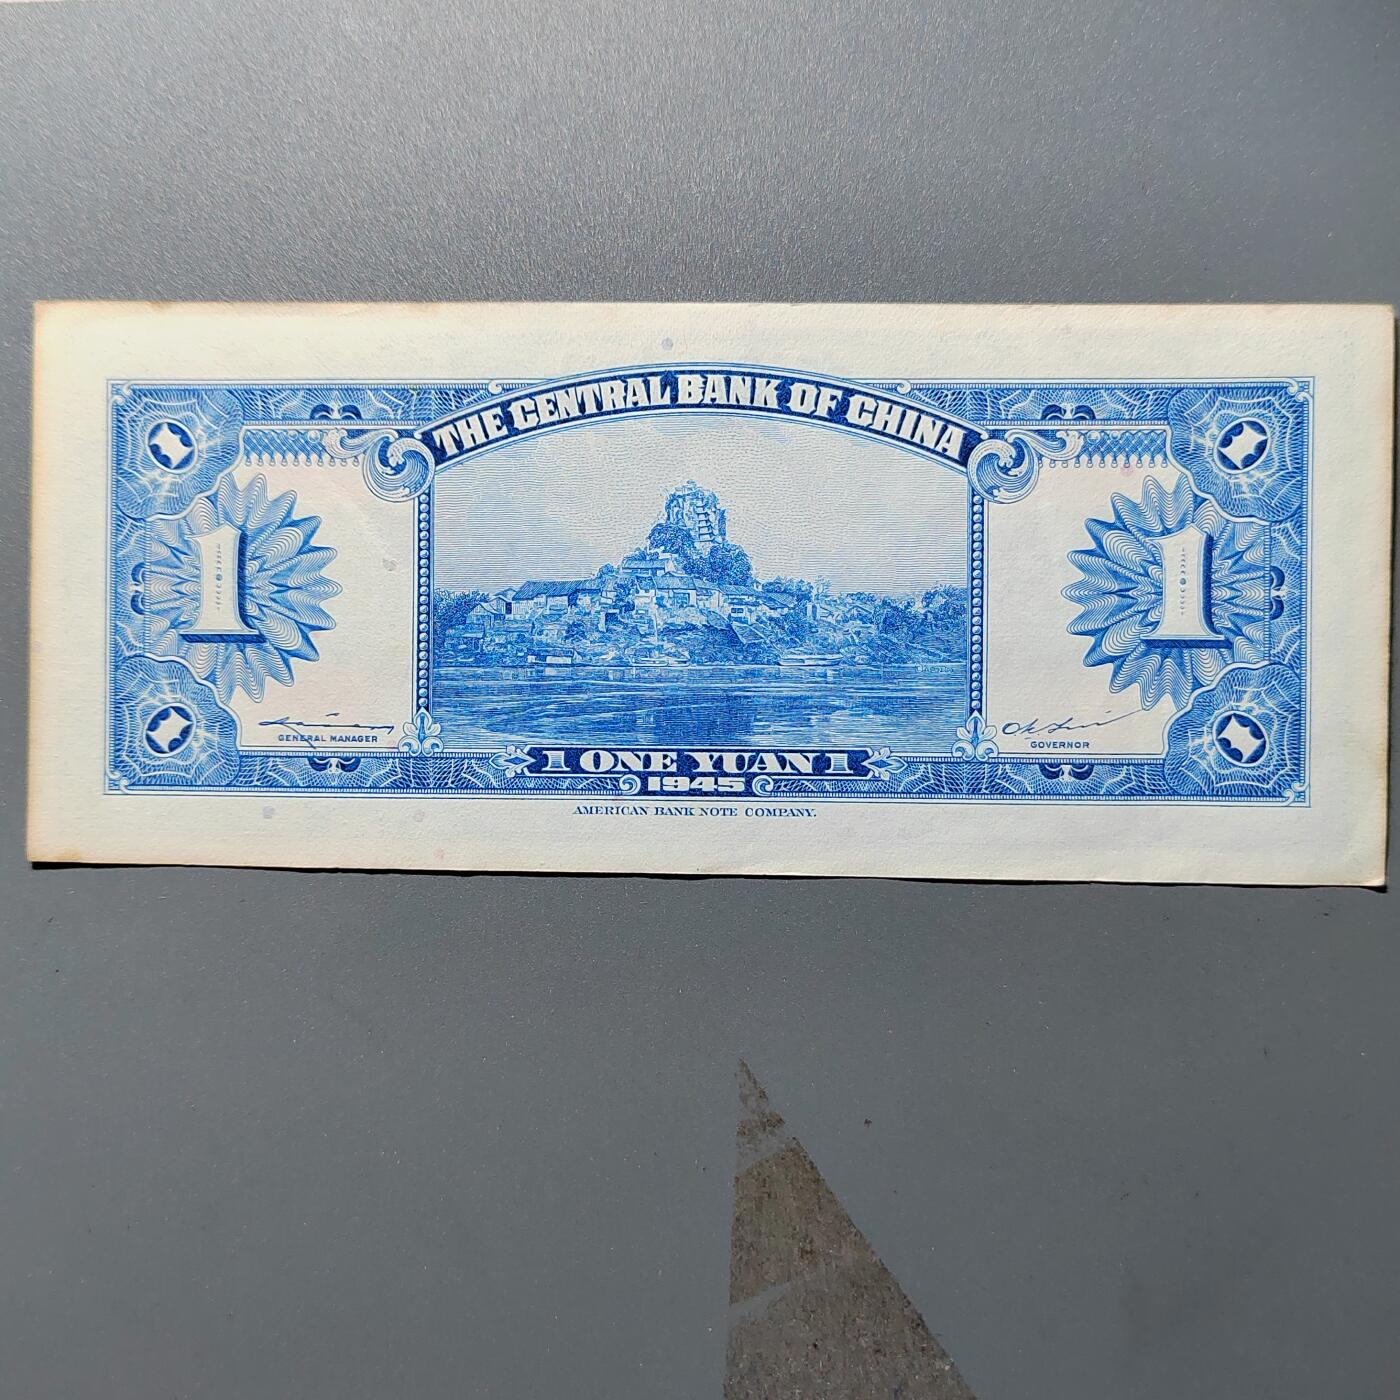 THE CENTRAL BANK OF CHINA
1
1
GENERAL MANAGER
GOVERNOR
1 ONE YUAN 1
1945
AMERICAN BANK NOTE COMPANY.